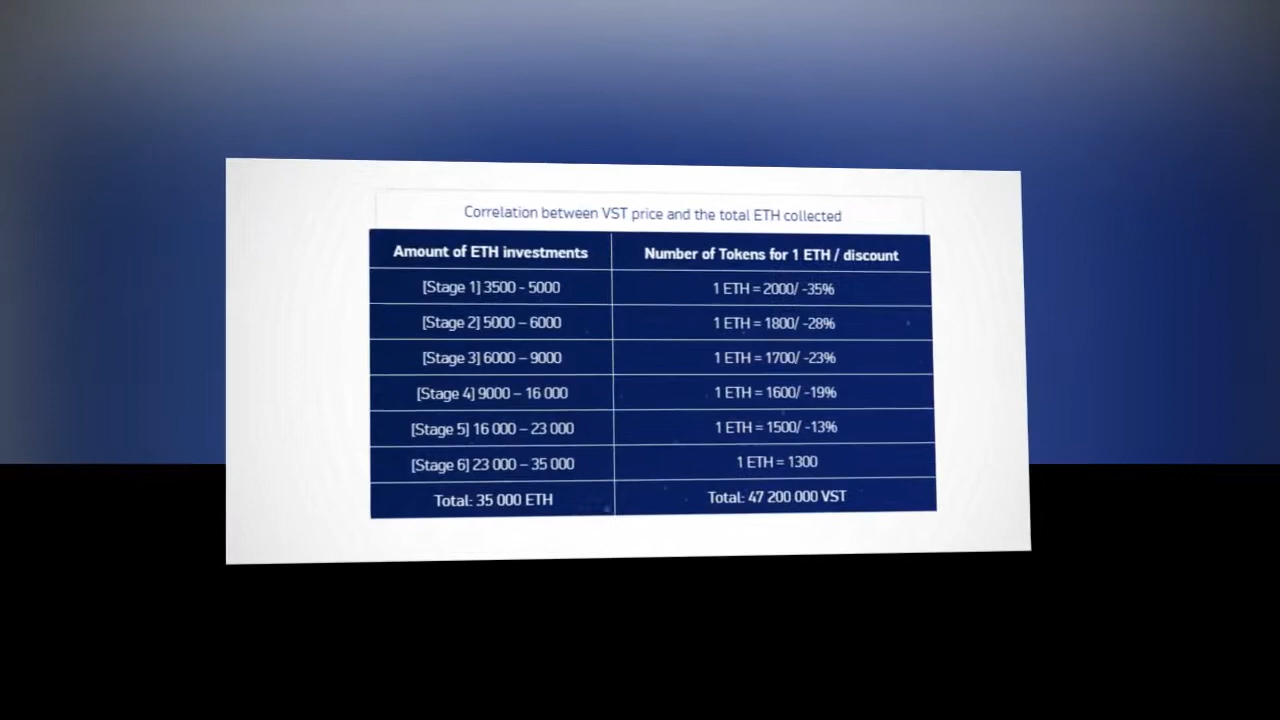 Correlation between VST price and the total ETH collected
Amount of ETH investments Number of Tokens for 1 ETH / discount
[Stage 1] 3500 - 5000 1 ETH = 2000/ -35%
[Stage 2] 5000 – 6000 1 ETH = 1800/ -28%
[Stage 3] 6000 – 9000 1 ETH = 1700/ -23%
[Stage 4] 9000 – 16 000 1 ETH = 1600/ -19%
[Stage 5] 16 000 – 23 000 1 ETH = 1500/ -13%
[Stage 6] 23 000 – 35 000 1 ETH = 1300
Total: 35 000 ETH Total: 47 200 000 VST